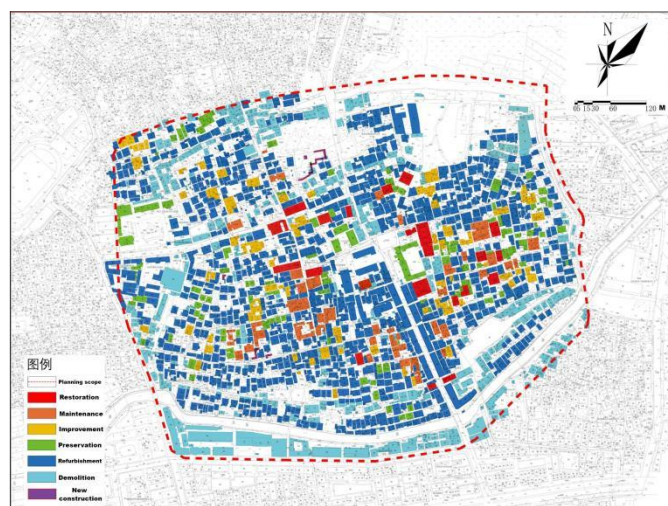 N
0 5 15 30 60 120 M
图例
Planning scope
Restoration
Maintenance
Improvement
Preservation
Refurbishment
Demolition
New
construction